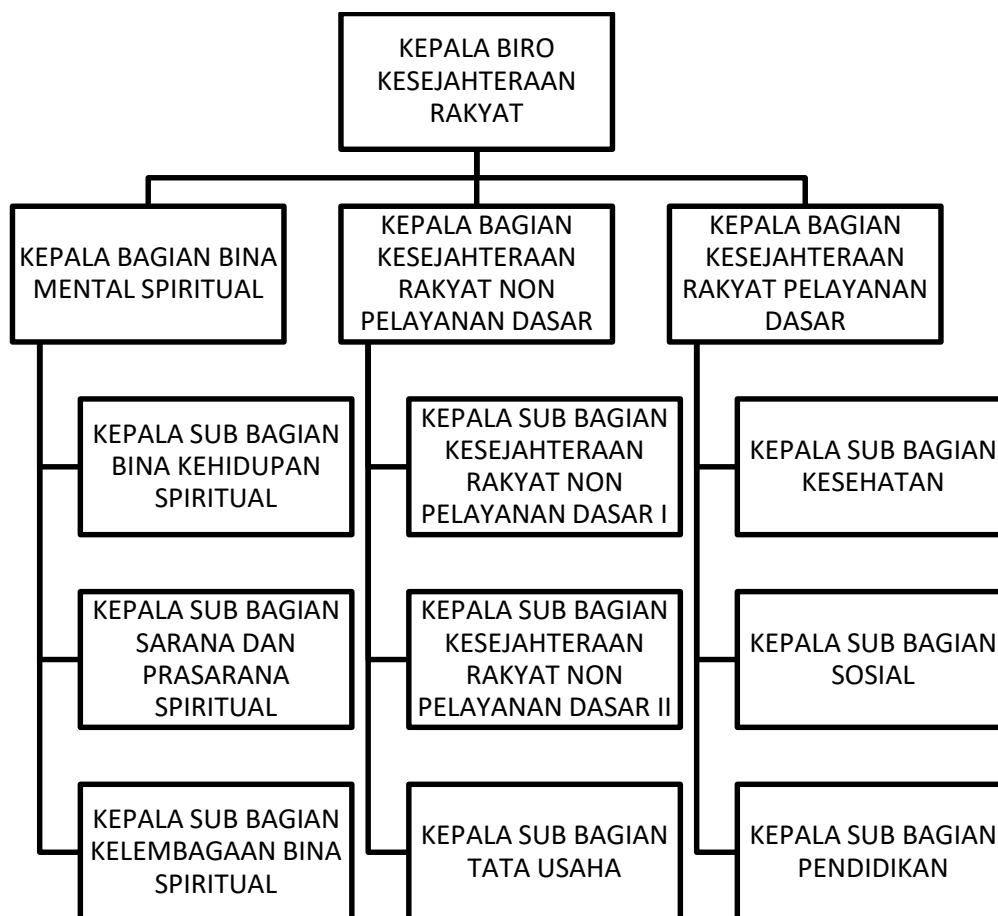 KEPALA BIRO
KESEJAHTERAAN
RAKYAT
KEPALA BAGIAN BINA
MENTAL SPIRITUAL
KEPALA BAGIAN
KESEJAHTERAAN
RAKYAT NON
PELAYANAN DASAR
KEPALA BAGIAN
KESEJAHTERAAN
RAKYAT PELAYANAN
DASAR
KEPALA SUB BAGIAN
BINA KEHIDUPAN
SPIRITUAL
KEPALA SUB BAGIAN
KESEJAHTERAAN
RAKYAT NON
PELAYANAN DASAR I
KEPALA SUB BAGIAN
KESEHATAN
KEPALA SUB BAGIAN
SARANA DAN
PRASARANA
SPIRITUAL
KEPALA SUB BAGIAN
KESEJAHTERAAN
RAKYAT NON
PELAYANAN DASAR II
KEPALA SUB BAGIAN
SOSIAL
KEPALA SUB BAGIAN
KELEMBAGAAN BINA
SPIRITUAL
KEPALA SUB BAGIAN
TATA USAHA
KEPALA SUB BAGIAN
PENDIDIKAN